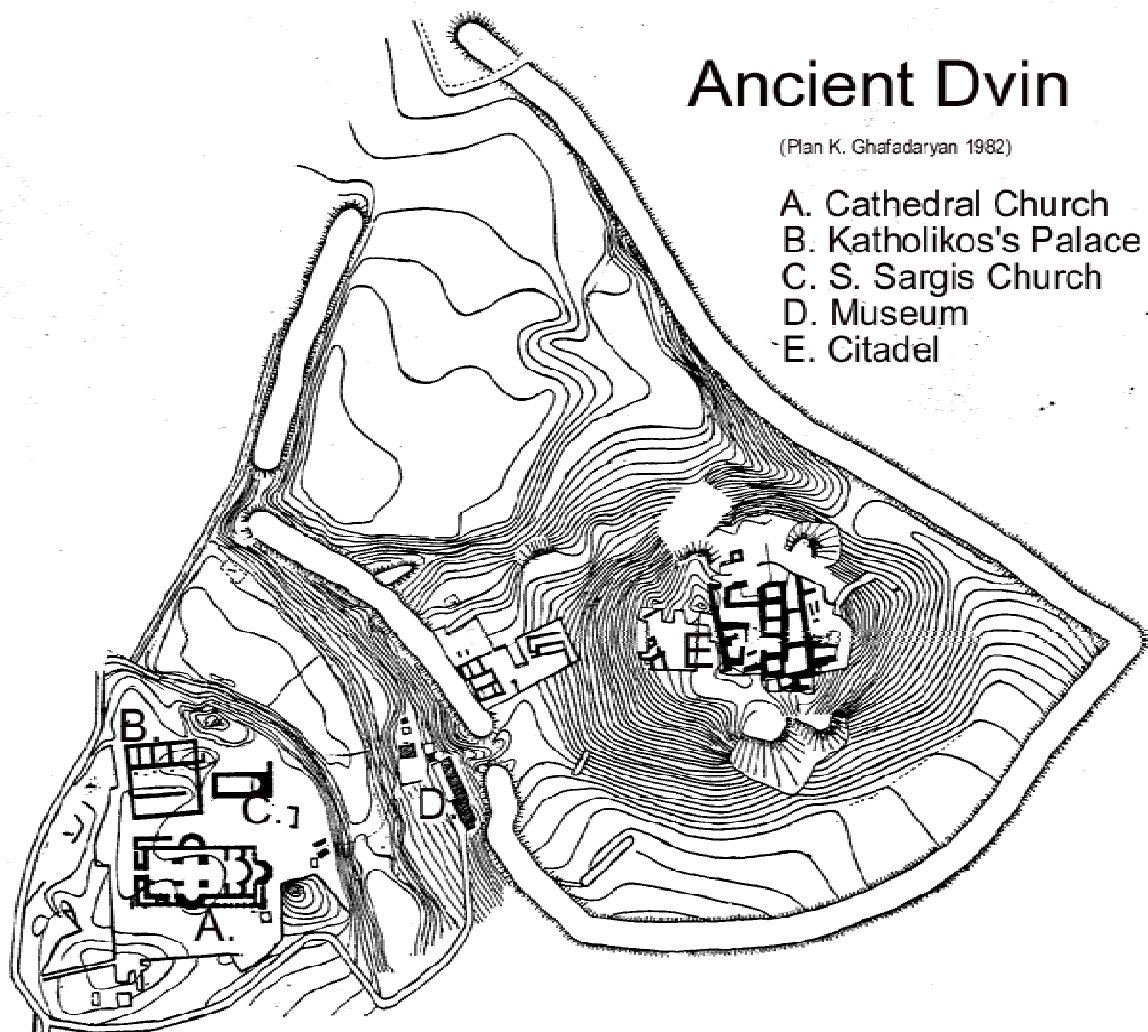 Ancient Dvin
(Plan K. Ghafadaryan 1982)
A. Cathedral Church
B. Katholikos's Palace
C. S. Sargis Church
D. Museum
E. Citadel
E
B.
C.
D.
A.